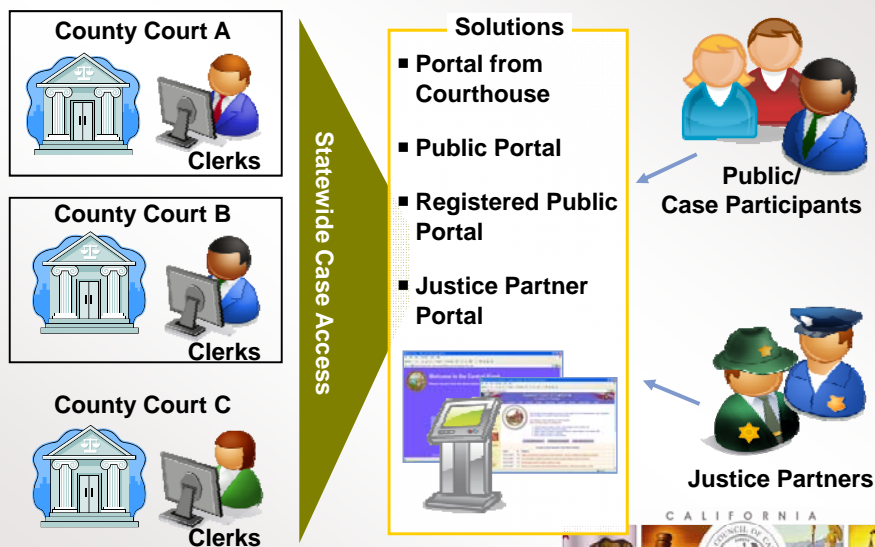 County Court A
Clerks
County Court B
Clerks
County Court C
Clerks
Statewide Case Access
Solutions
▪ Portal from
Courthouse
▪ Public Portal
▪ Registered Public
Portal
▪ Justice Partner
Portal
Public/
Case Participants
Justice Partners
CALIFORNIA